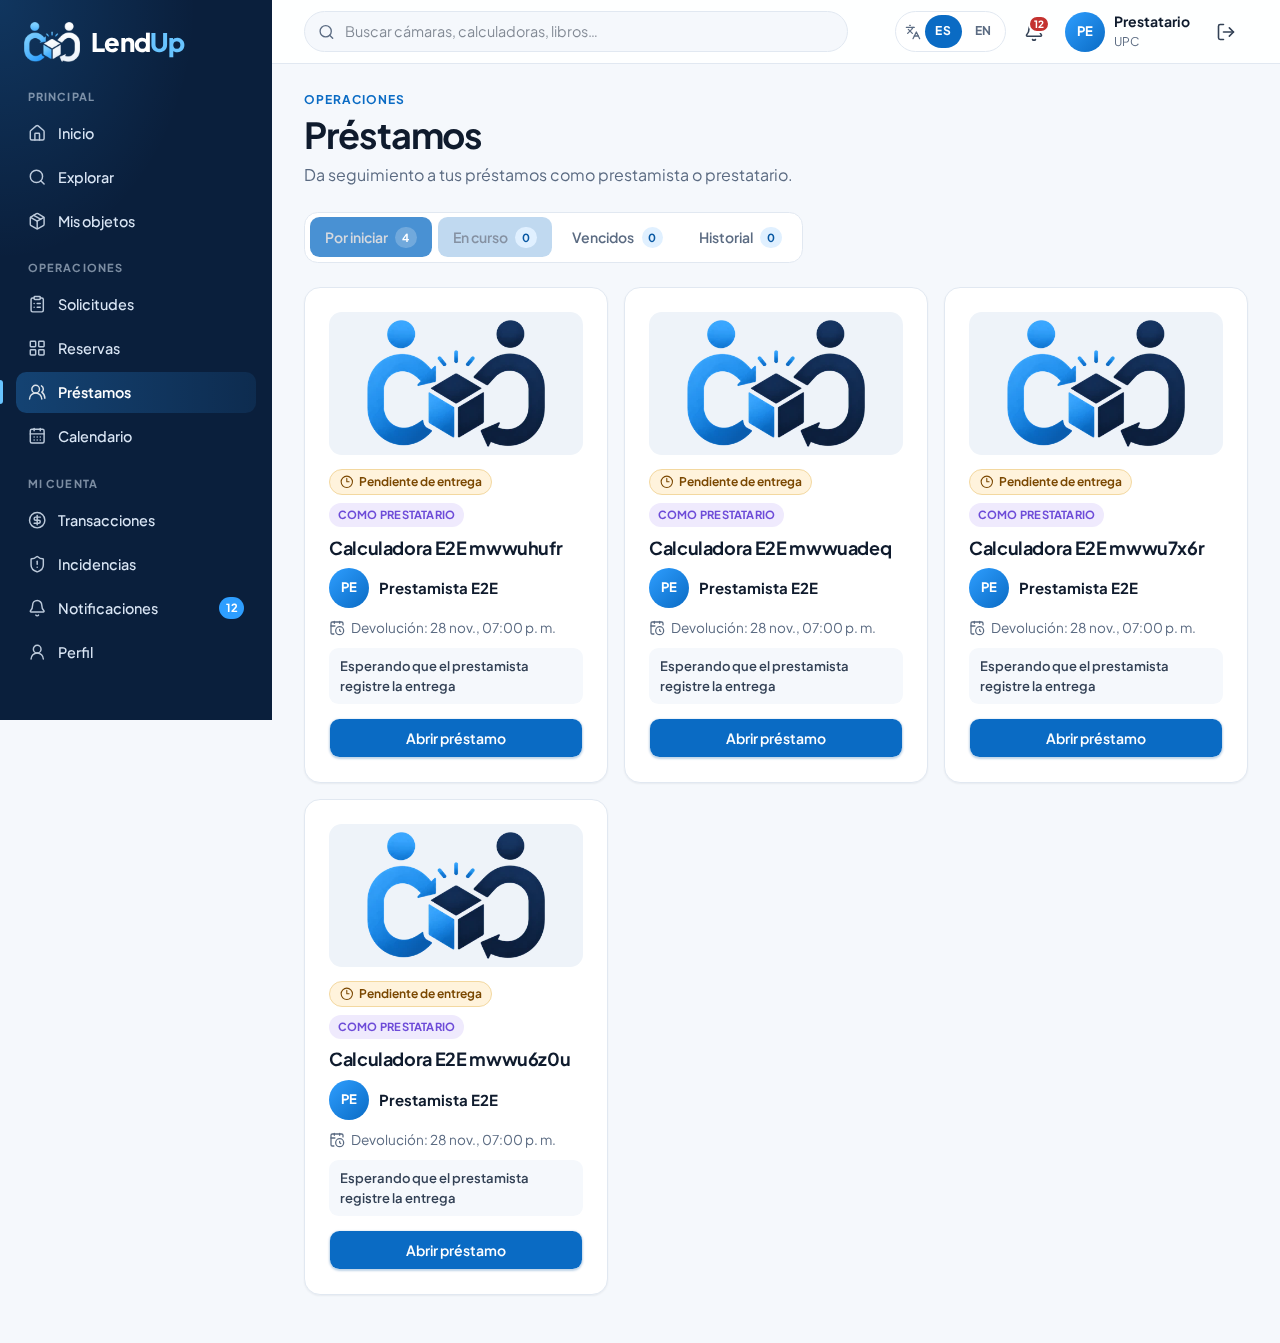 LendUp
Buscar cámaras, calculadoras, libros...
ES
EN
12
PE
Prestatario
UPC
PRINCIPAL
Inicio
Explorar
Mis objetos
OPERACIONES
Solicitudes
Reservas
Préstamos
Calendario
MI CUENTA
Transacciones
Incidencias
Notificaciones 12
Perfil
OPERACIONES
Préstamos
Da seguimiento a tus préstamos como prestamista o prestatario.
Por iniciar 4
En curso 0
Vencidos 0
Historial 0
Pendiente de entrega
COMO PRESTATARIO
Calculadora E2E mwwuhufr
PE Prestamista E2E
Devolución: 28 nov., 07:00 p. m.
Esperando que el prestamista
registre la entrega
Abrir préstamo
Pendiente de entrega
COMO PRESTATARIO
Calculadora E2E mwwuadeq
PE Prestamista E2E
Devolución: 28 nov., 07:00 p. m.
Esperando que el prestamista
registre la entrega
Abrir préstamo
Pendiente de entrega
COMO PRESTATARIO
Calculadora E2E mwwu7x6r
PE Prestamista E2E
Devolución: 28 nov., 07:00 p. m.
Esperando que el prestamista
registre la entrega
Abrir préstamo
Pendiente de entrega
COMO PRESTATARIO
Calculadora E2E mwwu6z0u
PE Prestamista E2E
Devolución: 28 nov., 07:00 p. m.
Esperando que el prestamista
registre la entrega
Abrir préstamo